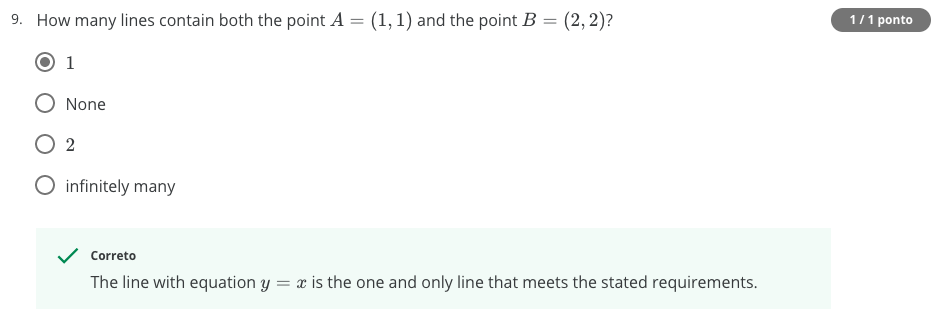 9. How many lines contain both the point A = (1, 1) and the point B = (2, 2)? 1 / 1 ponto
1
None
2
infinitely many
Correto
The line with equation y = x is the one and only line that meets the stated requirements.